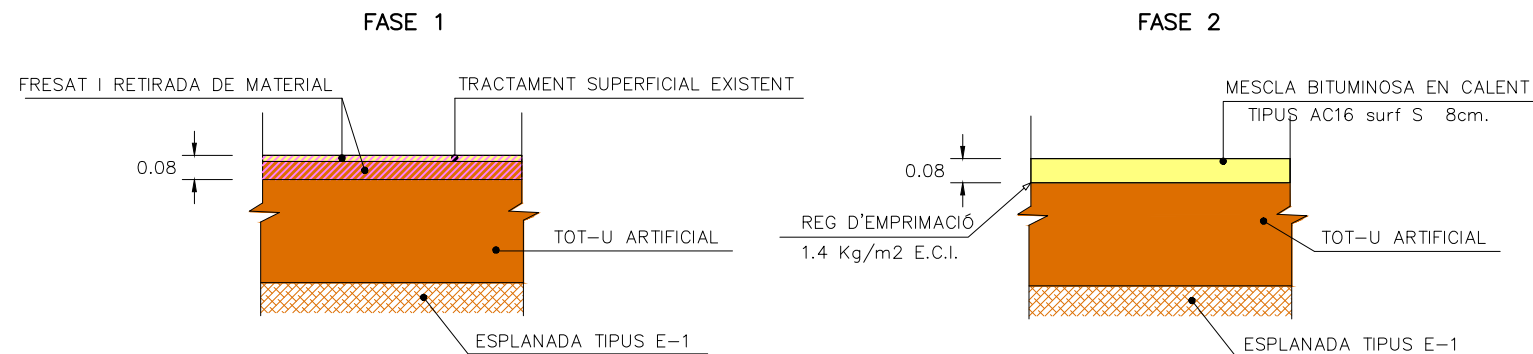 FASE 1
FRESAT I RETIRADA DE MATERIAL
TRACTAMENT SUPERFICIAL EXISTENT
0.08
TOT-U ARTIFICIAL
ESPLANADA TIPUS E-1
FASE 2
MESCLA BITUMINOSA EN CALENT
TIPUS AC16 surf S 8cm.
0.08
REG D'EMPRIMACIÓ
1.4 Kg/m2 E.C.I.
TOT-U ARTIFICIAL
ESPLANADA TIPUS E-1